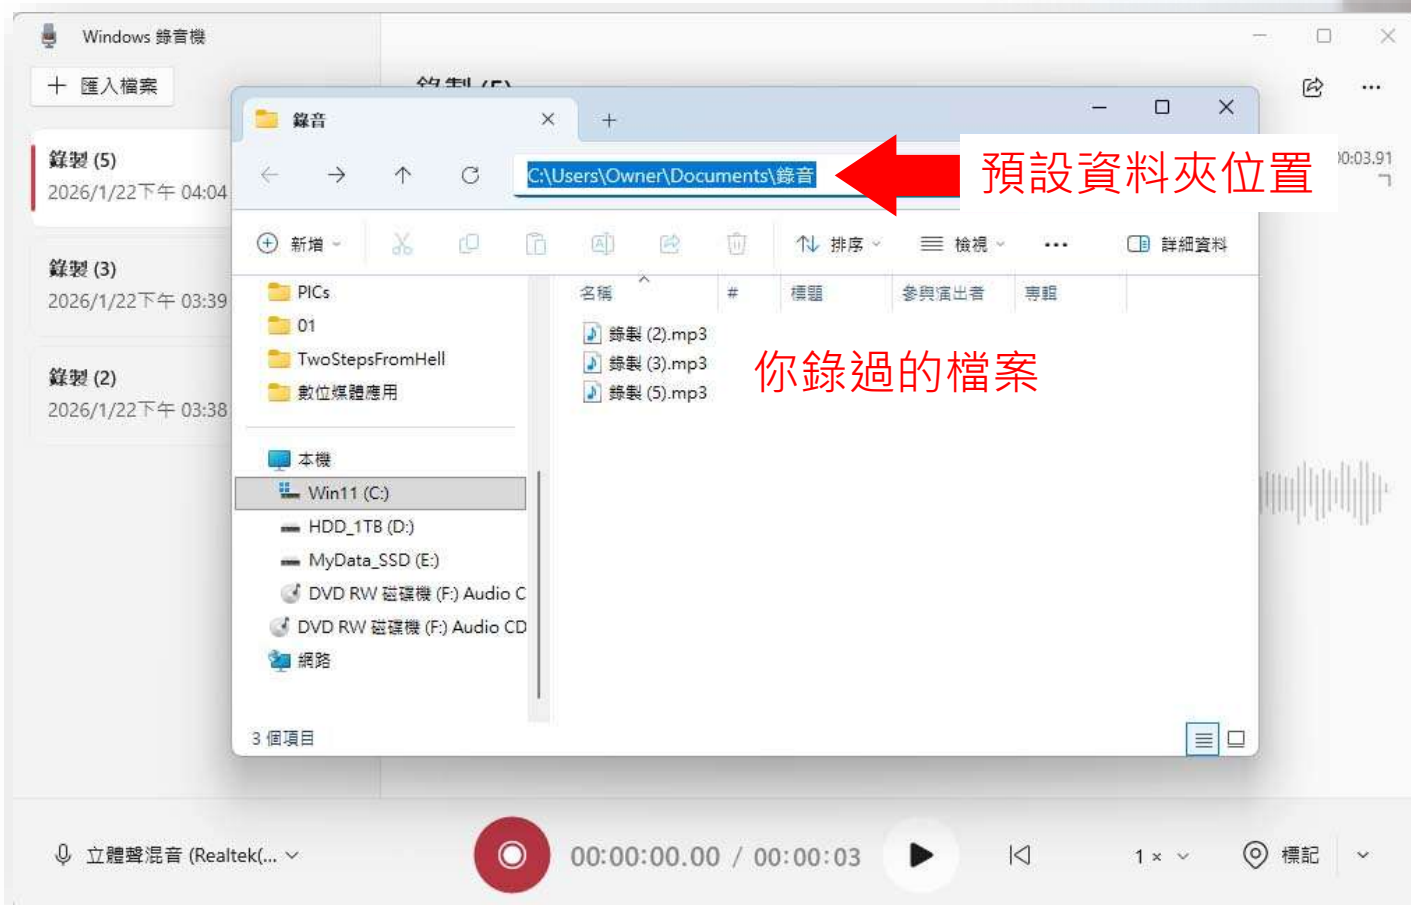 Windows 錄音機
匯入檔案
錄製 (5)
錄製 (5)
2026/1/22下午 04:04
錄製 (3)
2026/1/22下午 03:39
錄製 (2)
2026/1/22下午 03:38
錄音
C:\Users\Owner\Documents\錄音
預設資料夾位置
新增
排序
檢視
詳細資料
PICs
01
TwoStepsFromHell
數位媒體應用
本機
Win11 (C:)
HDD_1TB (D:)
MyData_SSD (E:)
DVD RW 磁碟機 (F:) Audio C
DVD RW 磁碟機 (F:) Audio CD
網路
名稱
#
標題
參與演出者
專輯
錄製 (2).mp3
錄製 (3).mp3
錄製 (5).mp3
你錄過的檔案
3 個項目
立體聲混音 (Realtek(...
00:00:00.00 / 00:00:03
1 ×
標記